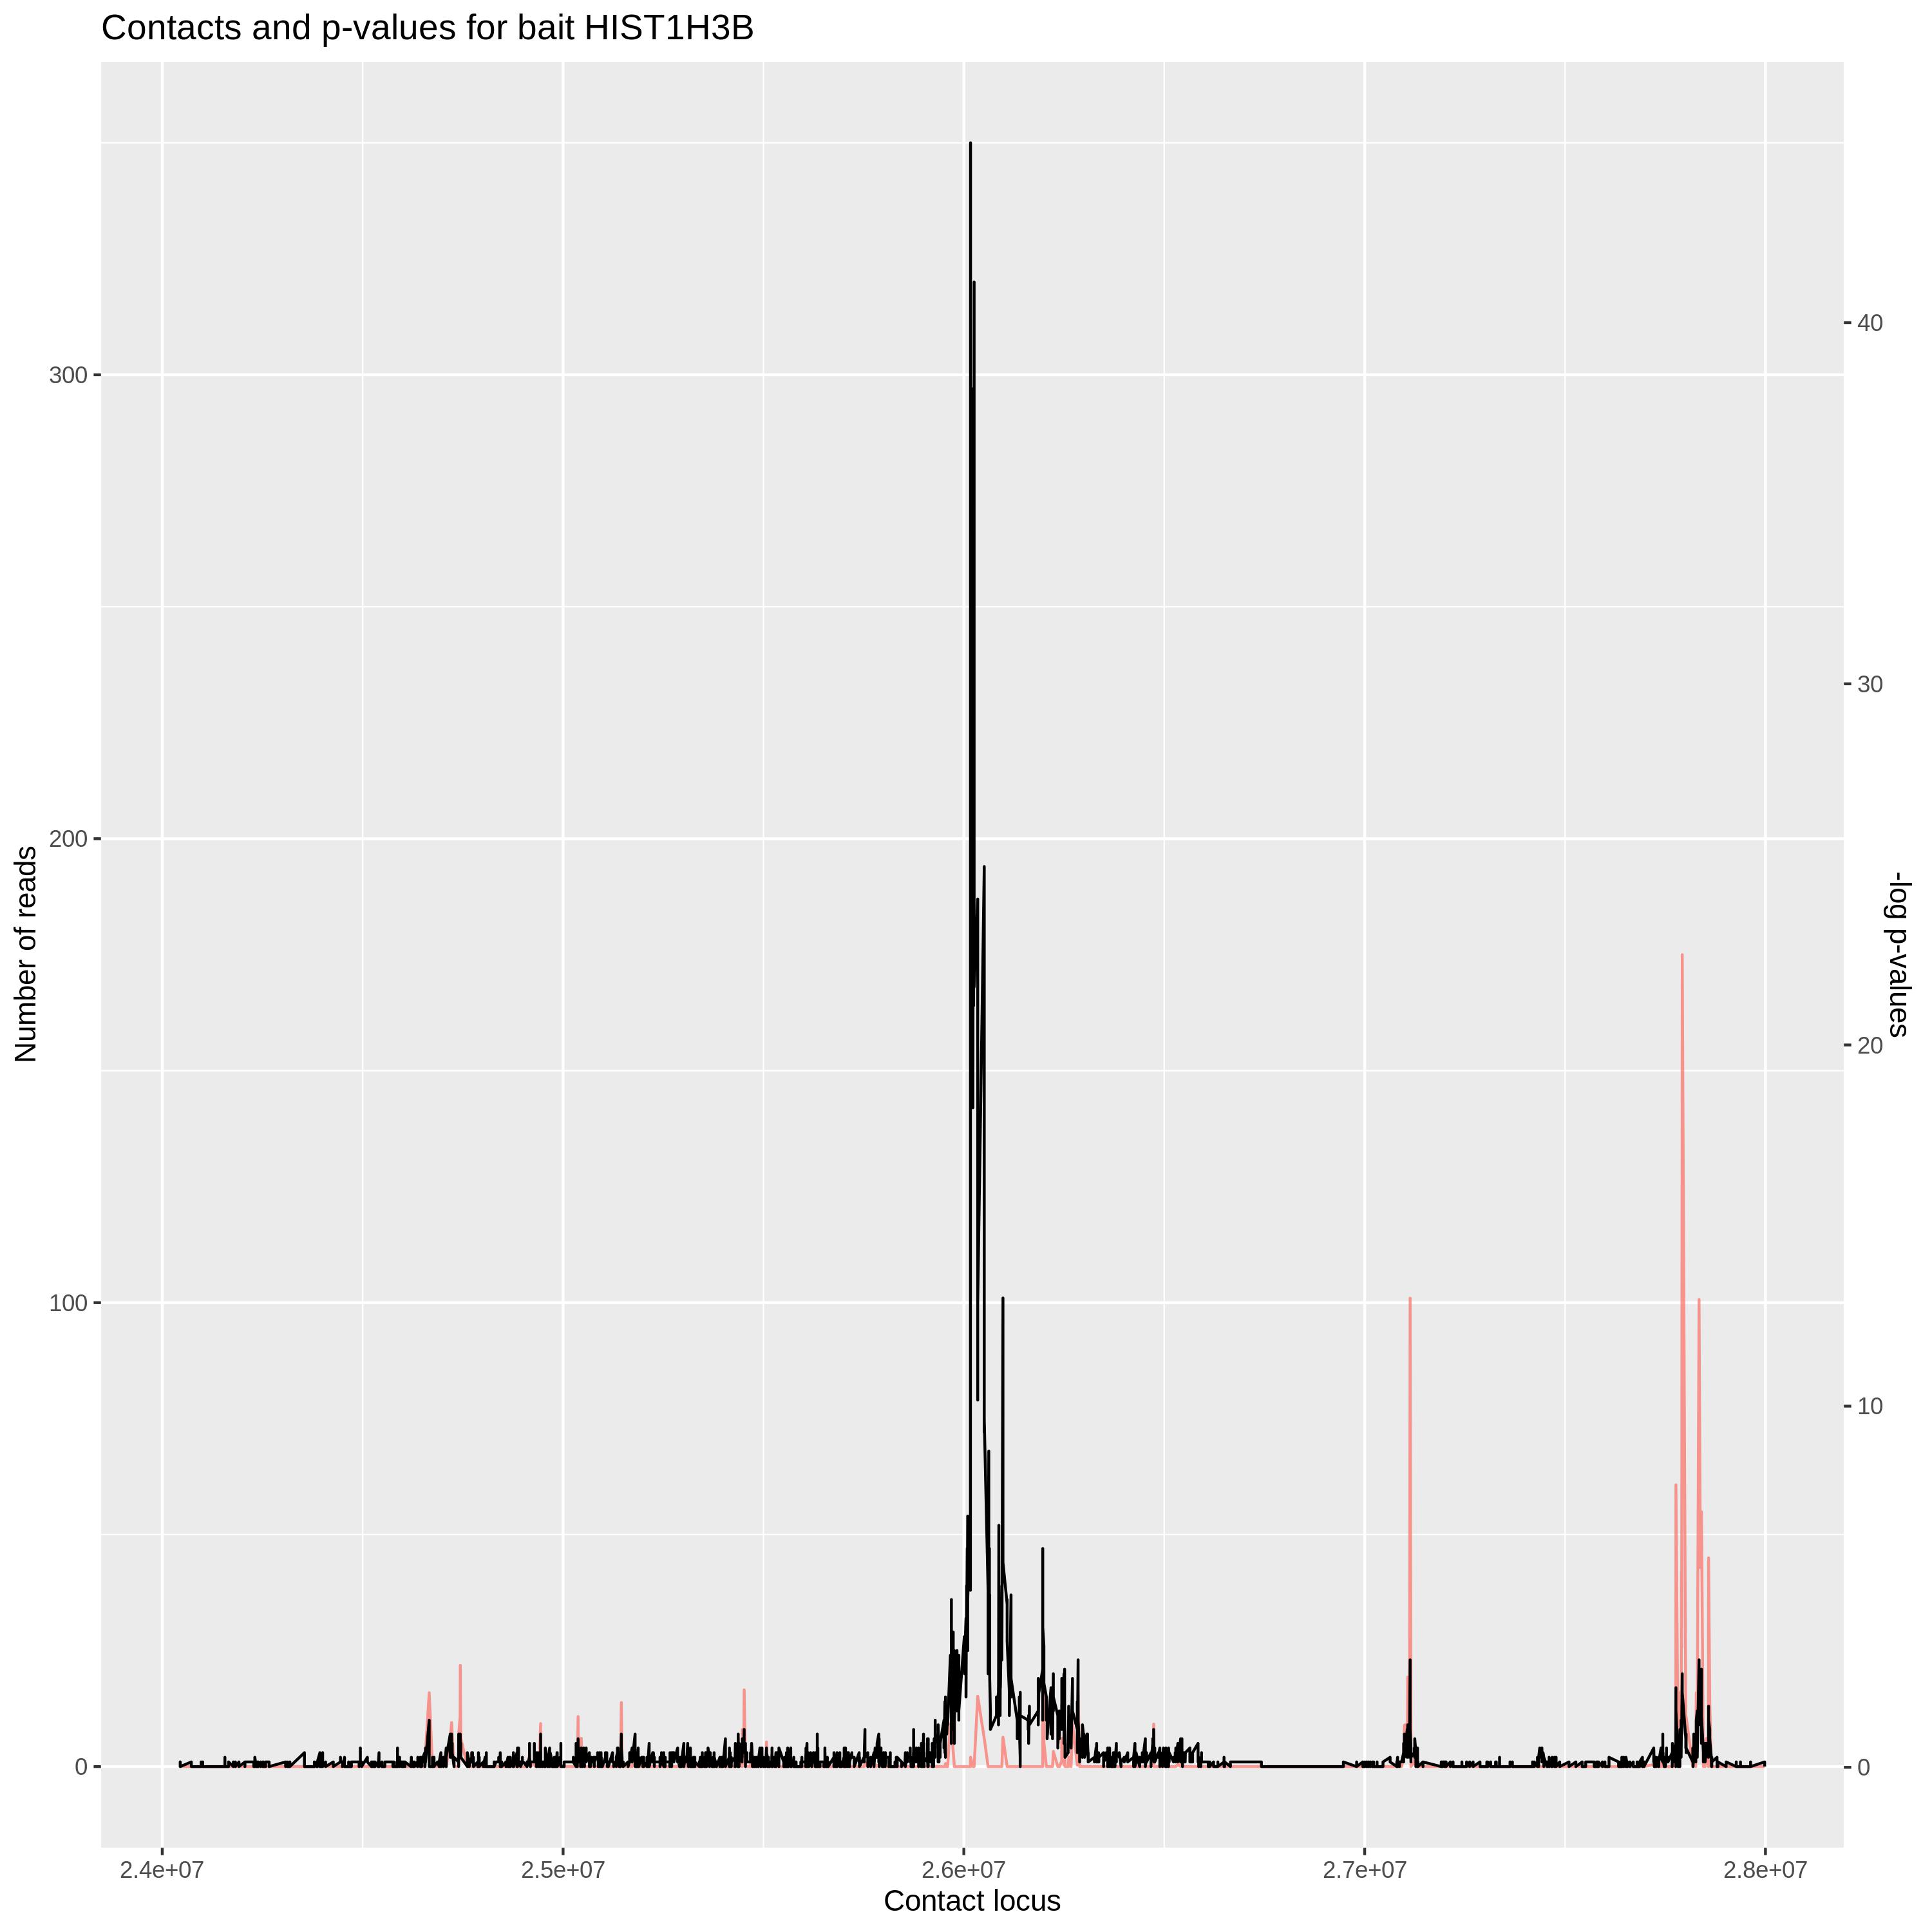 Contacts and p-values for bait HIST1H3B
Number of reads
300
200
100
0
40
30
20
10
0
-log p-values
2.4e+07
2.5e+07
2.6e+07
2.7e+07
2.8e+07
Contact locus